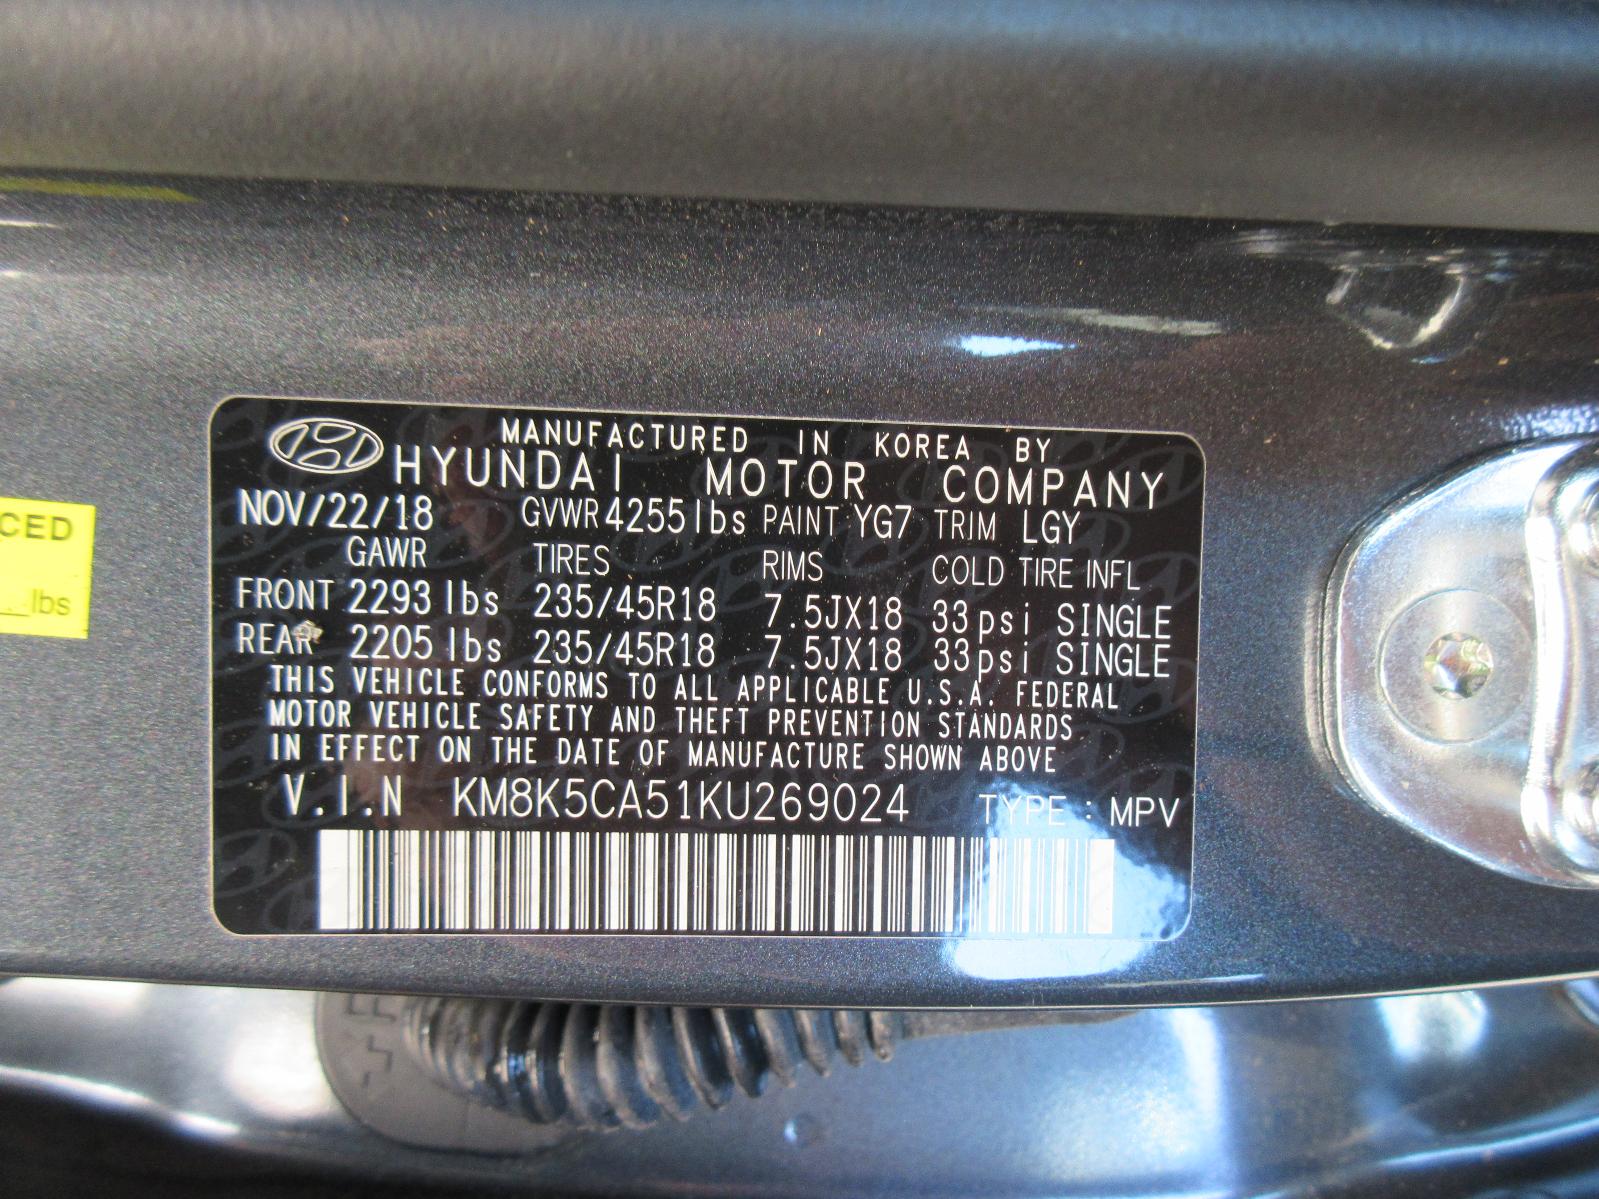 MANUFACTURED IN KOREA BY
HYUNDAI MOTOR COMPANY
NOV/22/18 GVWR 4255lbs PAINT YG7 TRIM LGY
GAWR TIRES RIMS COLD TIRE INFL
FRONT 2293 lbs 235/45R18 7.5JX18 33psi SINGLE
REAR 2205 lbs 235/45R18 7.5JX18 33psi SINGLE
THIS VEHICLE CONFORMS TO ALL APPLICABLE U.S.A. FEDERAL
MOTOR VEHICLE SAFETY AND THEFT PREVENTION STANDARDS
IN EFFECT ON THE DATE OF MANUFACTURE SHOWN ABOVE
V.I.N KM8K5CA51KU269024 TYPE : MPV
CED
lbs